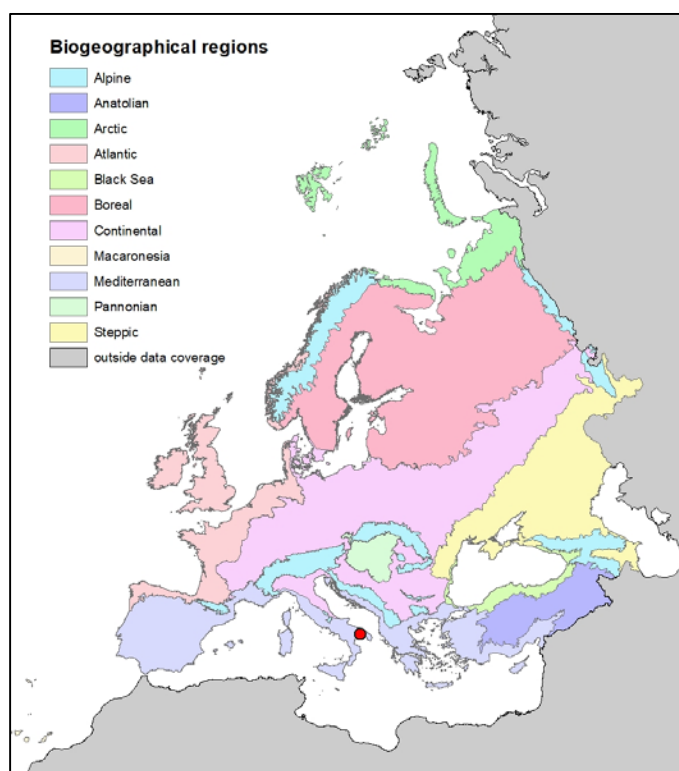 Biogeographical regions
Alpine
Anatolian
Arctic
Atlantic
Black Sea
Boreal
Continental
Macaronesia
Mediterranean
Pannonian
Steppic
outside data coverage